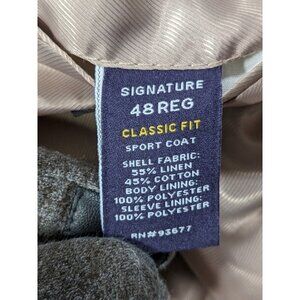 SIGNATURE
48 REG
CLASSIC FIT
SPORT COAT
SHELL FABRIC:
55% LINEN
45% COTTON
BODY LINING:
100% POLYESTER
SLEEVE LINING:
100% POLYESTER
RN#93677